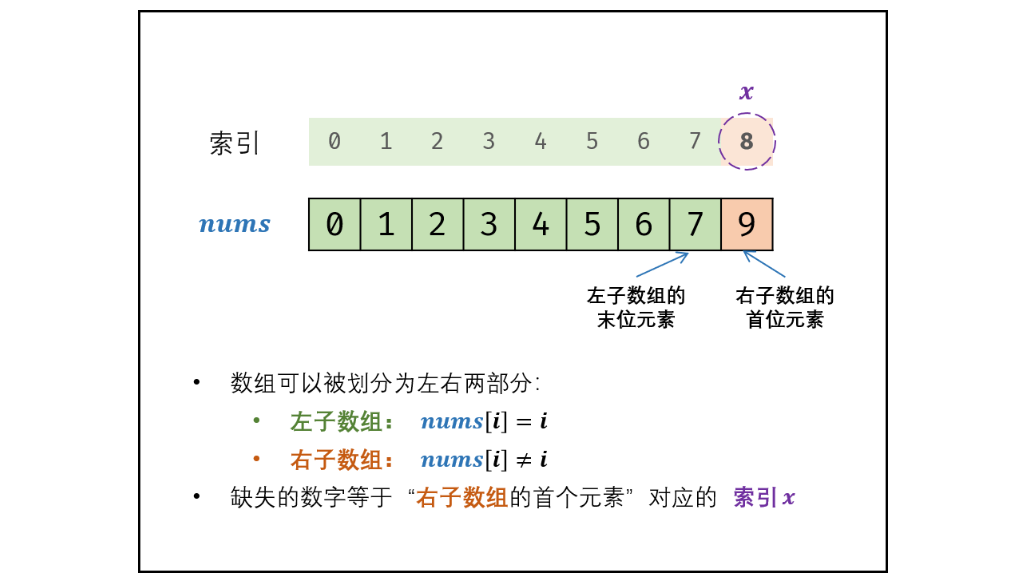 x
索引 0 1 2 3 4 5 6 7 8
nums 0 1 2 3 4 5 6 7 9
左子数组的 右子数组的
末位元素 首位元素
• 数组可以被划分为左右两部分：
• 左子数组： nums[i] = i
• 右子数组： nums[i] ≠ i
• 缺失的数字等于 “右子数组的首个元素” 对应的 索引 x